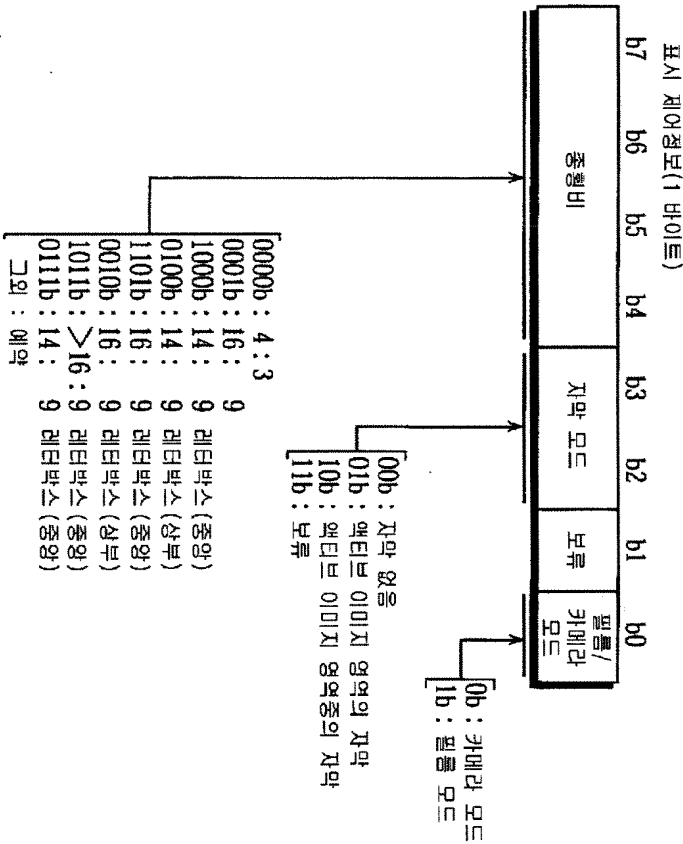 표시 제어정보(1 바이트)
b7 b6 b5 b4 b3 b2 b1 b0
종횡비
자막 모드
보류
필름/
카메라
모드
0000b : 4 : 3
0001b : 16 : 9
1000b : 14 : 9 레터박스(중앙)
0100b : 14 : 9 레터박스(상부)
1101b : 16 : 9 레터박스(중앙)
0010b : 16 : 9 레터박스(상부)
1011b : >16 : 9 레터박스(중앙)
0111b : 14 : 9 레터박스(중앙)
그외 : 예약
00b : 자막 없음
01b : 액티브 이미지 영역의 자막
10b : 액티브 이미지 영역중의 자막
11b : 보류
0b : 카메라 모드
1b : 필름 모드